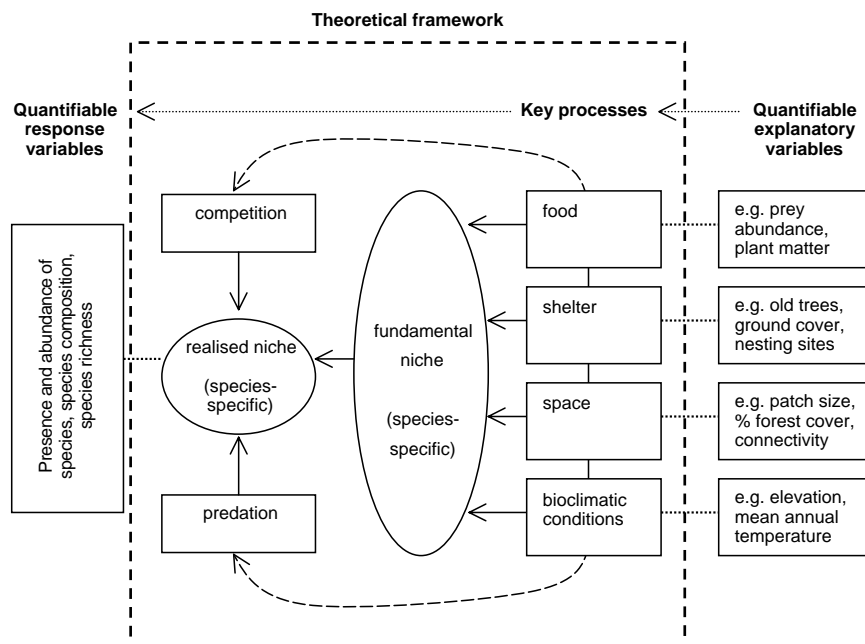 Theoretical framework
Quantifiable
response
variables
Key processes
Quantifiable
explanatory
variables
competition
food
e.g. prey
abundance,
plant matter
Presence and abundance of
species, species composition,
species richness
realised niche
(species-
specific)
fundamental
niche
(species-
specific)
shelter
e.g. old trees,
ground cover,
nesting sites
space
e.g. patch size,
% forest cover,
connectivity
predation
bioclimatic
conditions
e.g. elevation,
mean annual
temperature